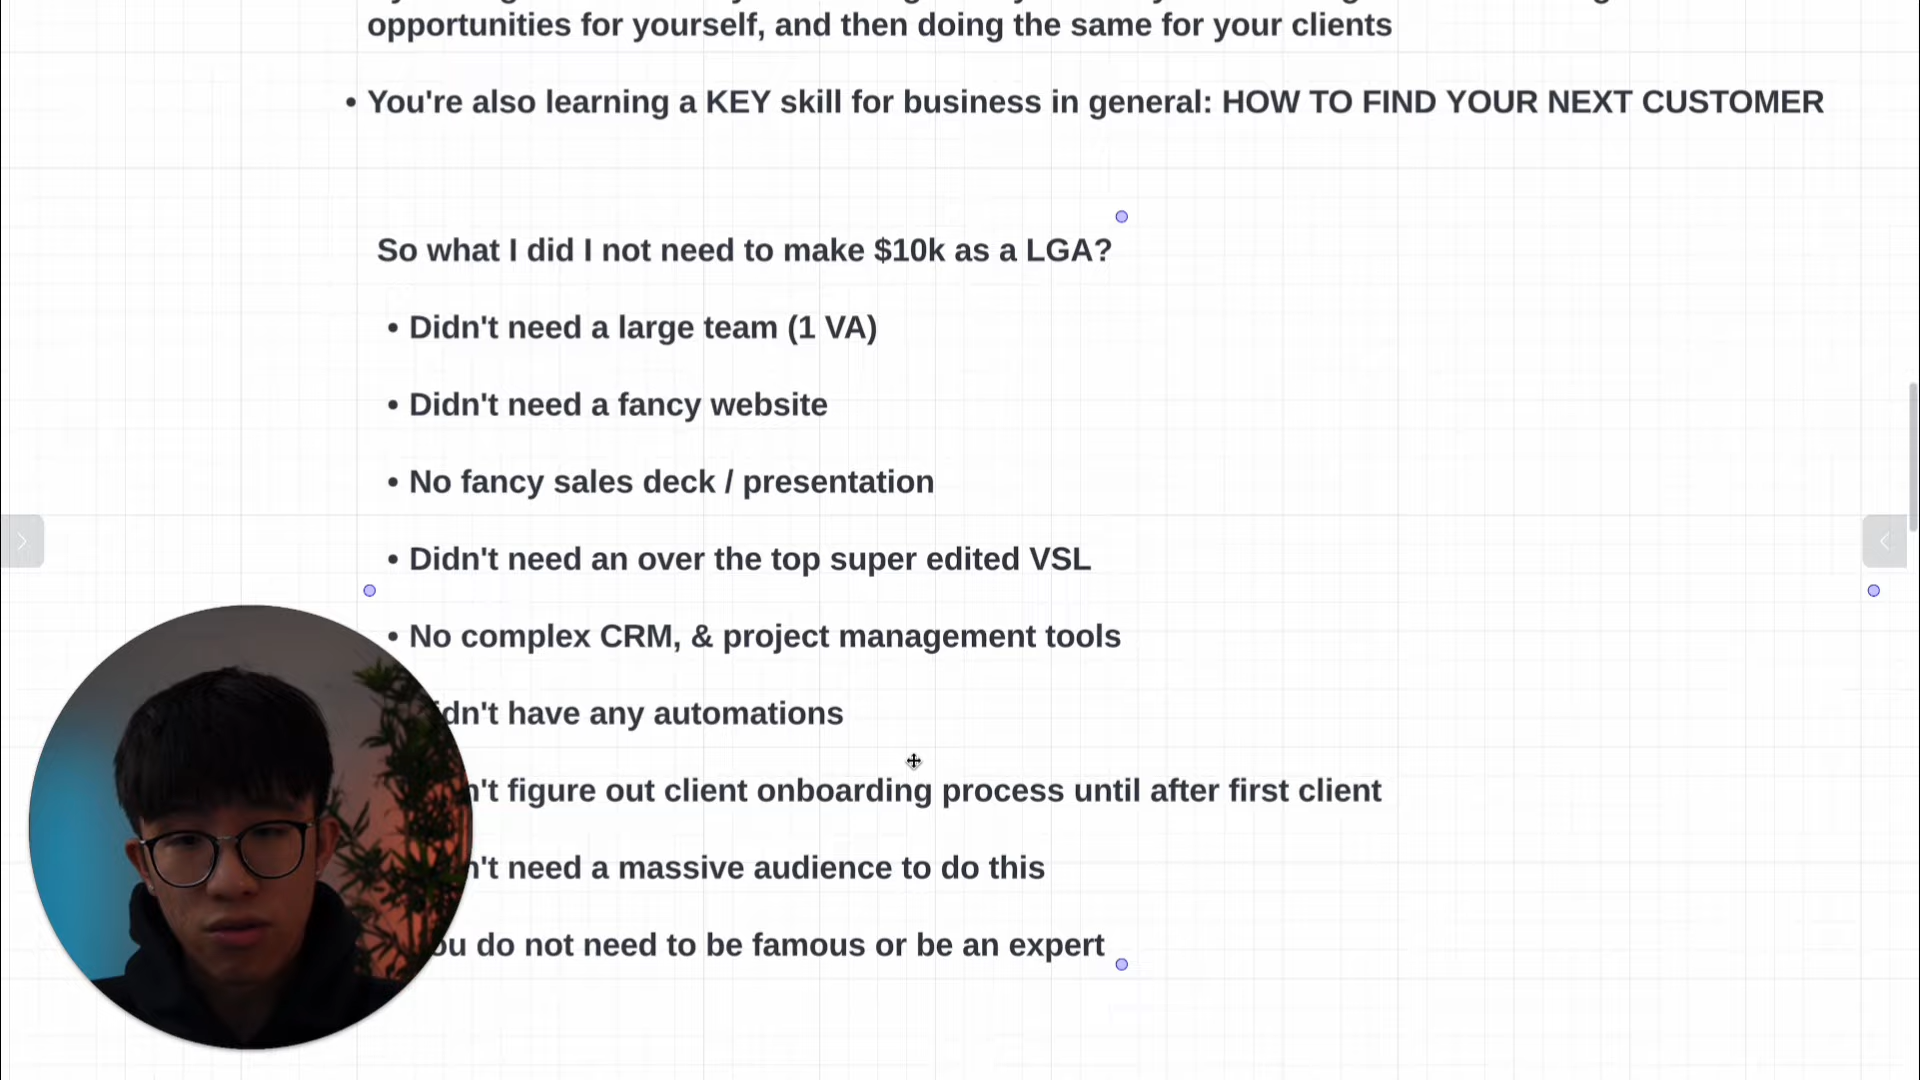 opportunities for yourself, and then doing the same for your clients
• You're also learning a KEY skill for business in general: HOW TO FIND YOUR NEXT CUSTOMER
So what I did I not need to make $10k as a LGA?
• Didn't need a large team (1 VA)
• Didn't need a fancy website
• No fancy sales deck / presentation
• Didn't need an over the top super edited VSL
• No complex CRM, & project management tools
have any automations
figure out client onboarding process until after first client
need a massive audience to do this
do not need to be famous or be an expert